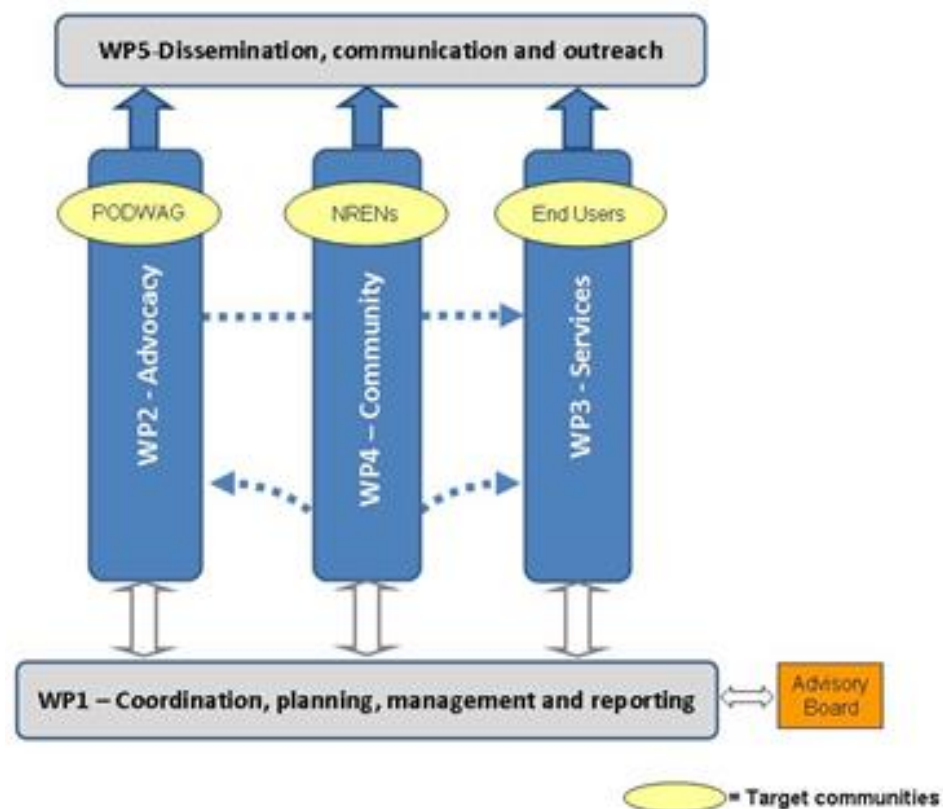 WP5-Dissemination, communication and outreach
PODWAG
NRENs
End Users
WP2 - Advocacy
WP4 – Community
WP3 - Services
WP1 – Coordination, planning, management and reporting
Advisory
Board
= Target communities